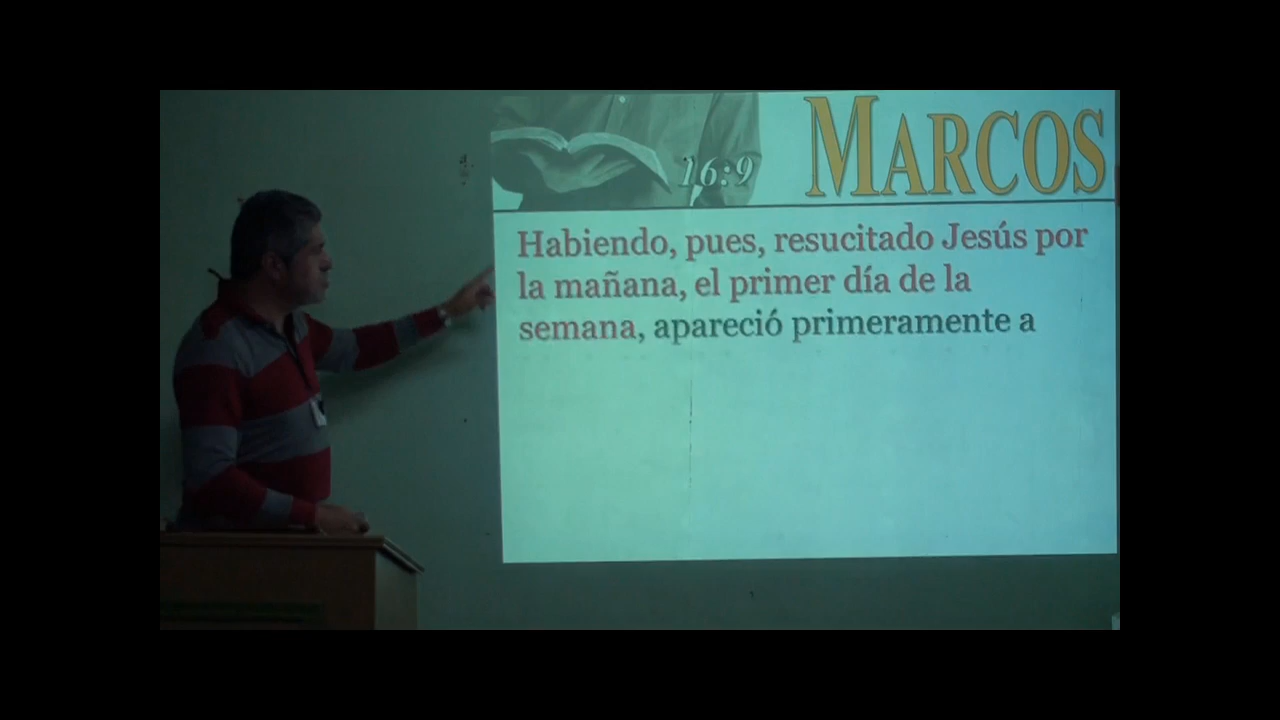 16:9 MARCOS
Habiendo, pues, resucitado Jesús por
la mañana, el primer día de la
semana, apareció primeramente a